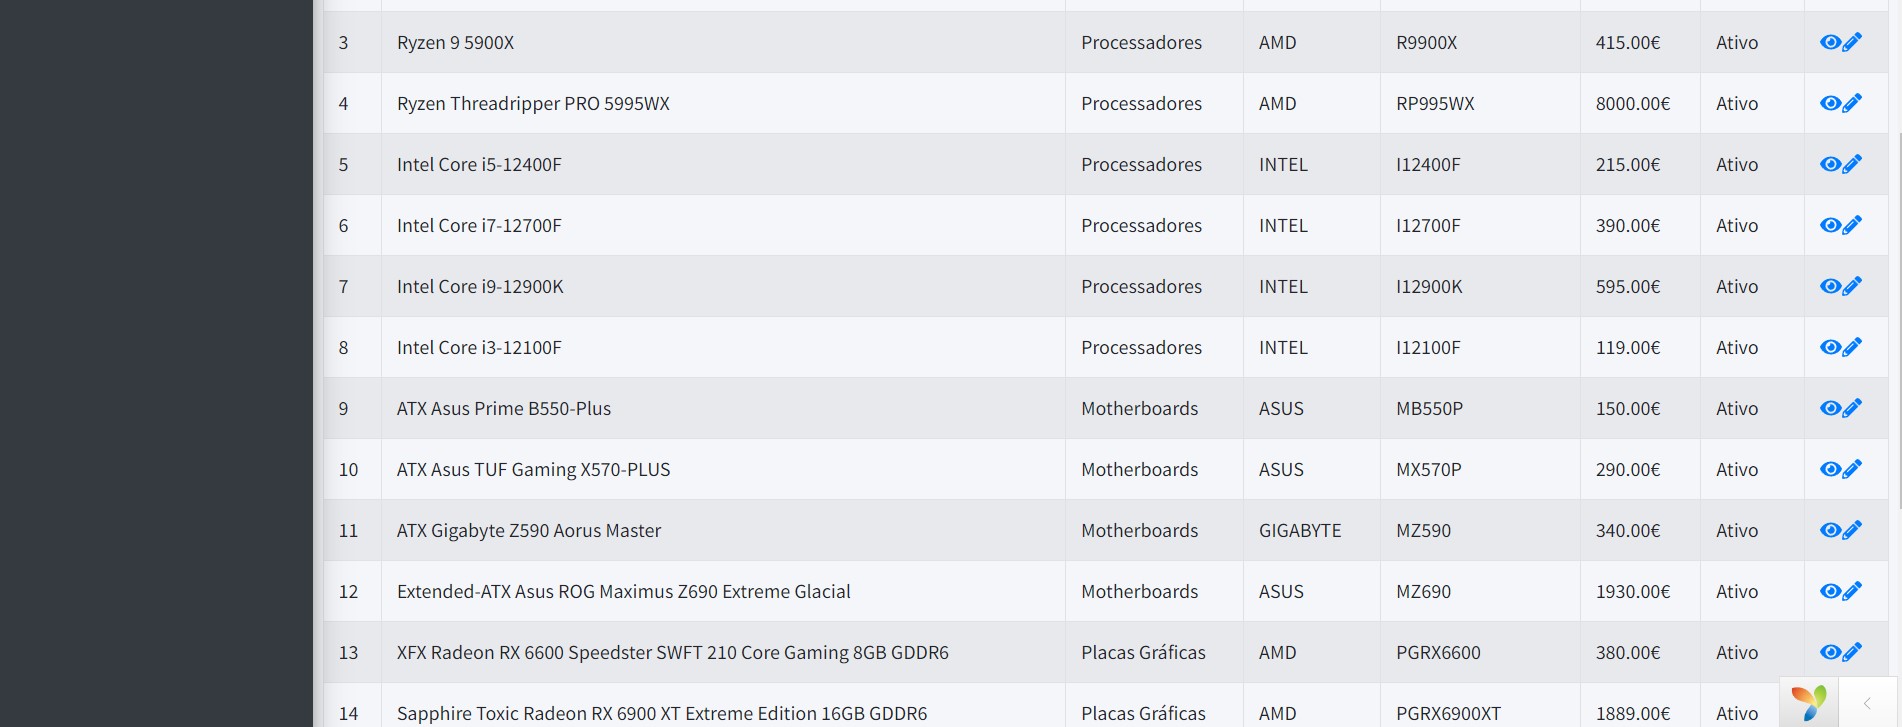 3 Ryzen 9 5900X Processadores AMD R9900X 415.00€ Ativo
4 Ryzen Threadripper PRO 5995WX Processadores AMD RP995WX 8000.00€ Ativo
5 Intel Core i5-12400F Processadores INTEL I12400F 215.00€ Ativo
6 Intel Core i7-12700F Processadores INTEL I12700F 390.00€ Ativo
7 Intel Core i9-12900K Processadores INTEL I12900K 595.00€ Ativo
8 Intel Core i3-12100F Processadores INTEL I12100F 119.00€ Ativo
9 ATX Asus Prime B550-Plus Motherboards ASUS MB550P 150.00€ Ativo
10 ATX Asus TUF Gaming X570-PLUS Motherboards ASUS MX570P 290.00€ Ativo
11 ATX Gigabyte Z590 Aorus Master Motherboards GIGABYTE MZ590 340.00€ Ativo
12 Extended-ATX Asus ROG Maximus Z690 Extreme Glacial Motherboards ASUS MZ690 1930.00€ Ativo
13 XFX Radeon RX 6600 Speedster SWFT 210 Core Gaming 8GB GDDR6 Placas Gráficas AMD PGRX6600 380.00€ Ativo
14 Sapphire Toxic Radeon RX 6900 XT Extreme Edition 16GB GDDR6 Placas Gráficas AMD PGRX6900XT 1889.00€ Ativo